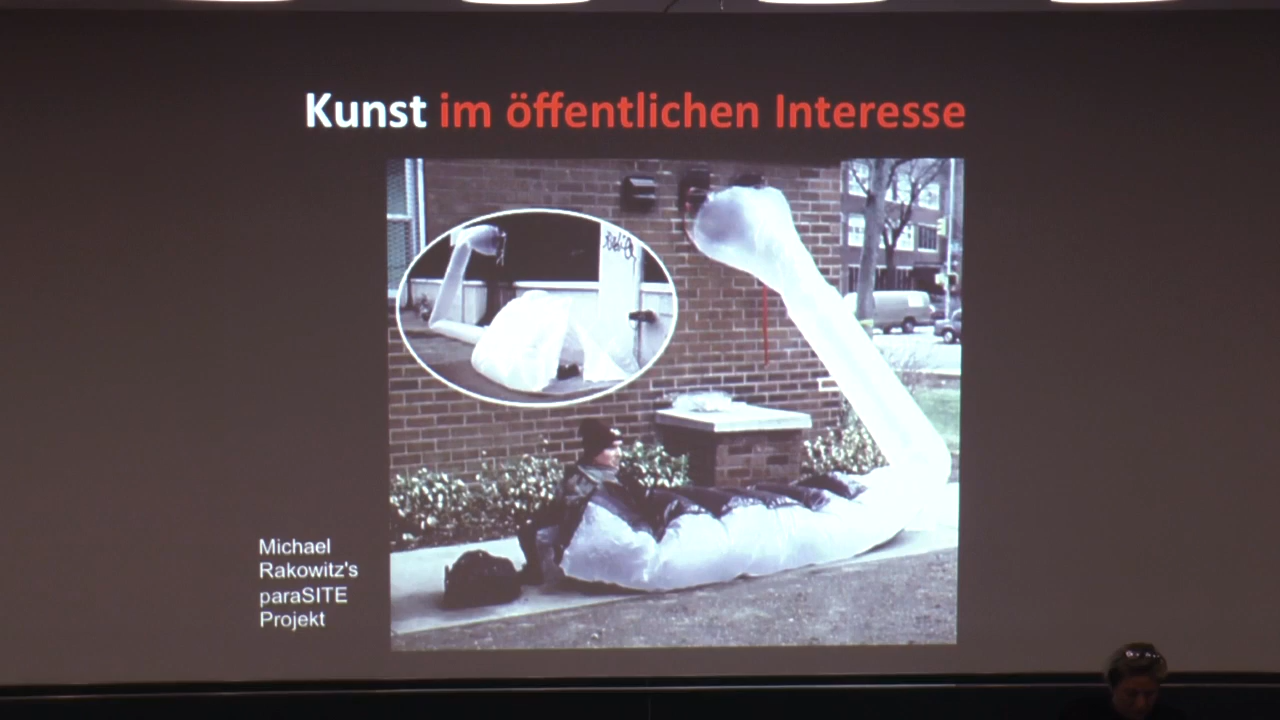 Kunst im öffentlichen Interesse
Michael
Rakowitz's
paraSITE
Projekt